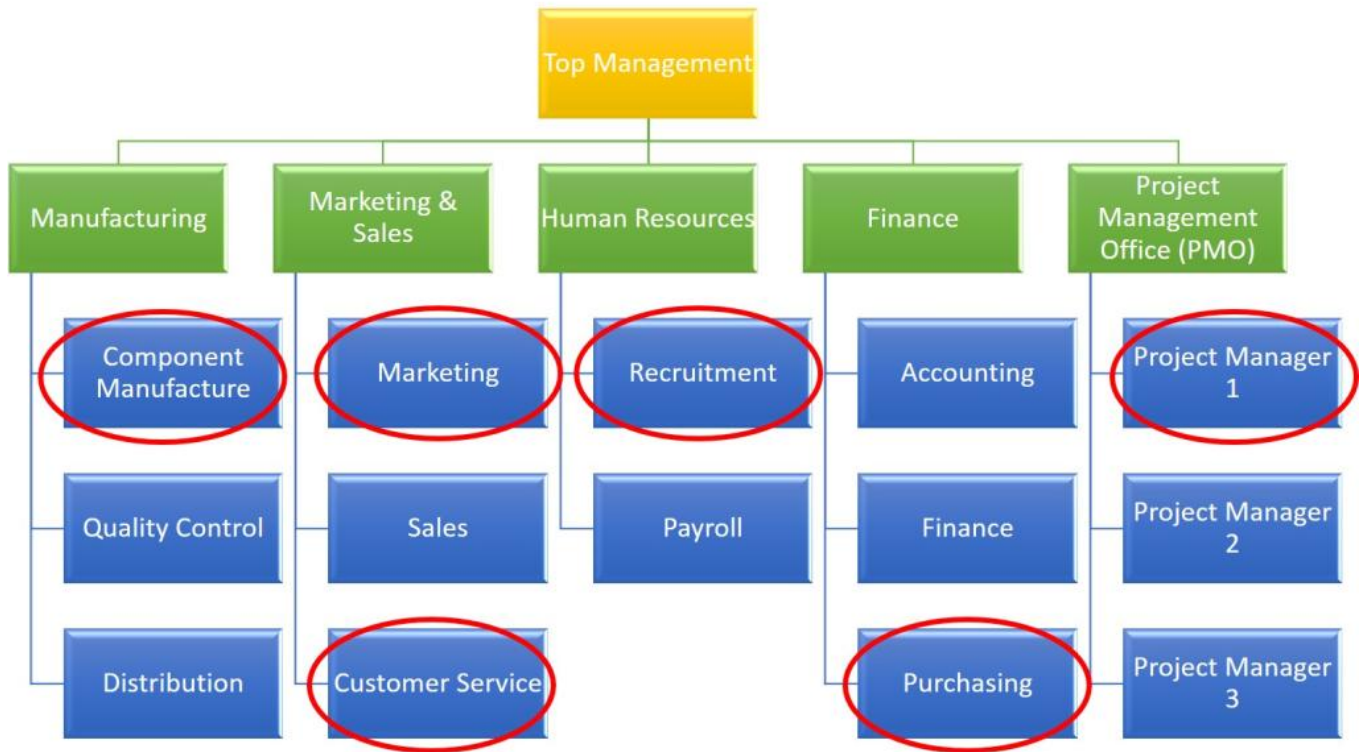 Top Management
Manufacturing
Marketing &
Sales
Human Resources
Finance
Project
Management
Office (PMO)
Component
Manufacture
Marketing
Recruitment
Accounting
Project Manager
1
Quality Control
Sales
Payroll
Finance
Project Manager
2
Distribution
Customer Service
Purchasing
Project Manager
3